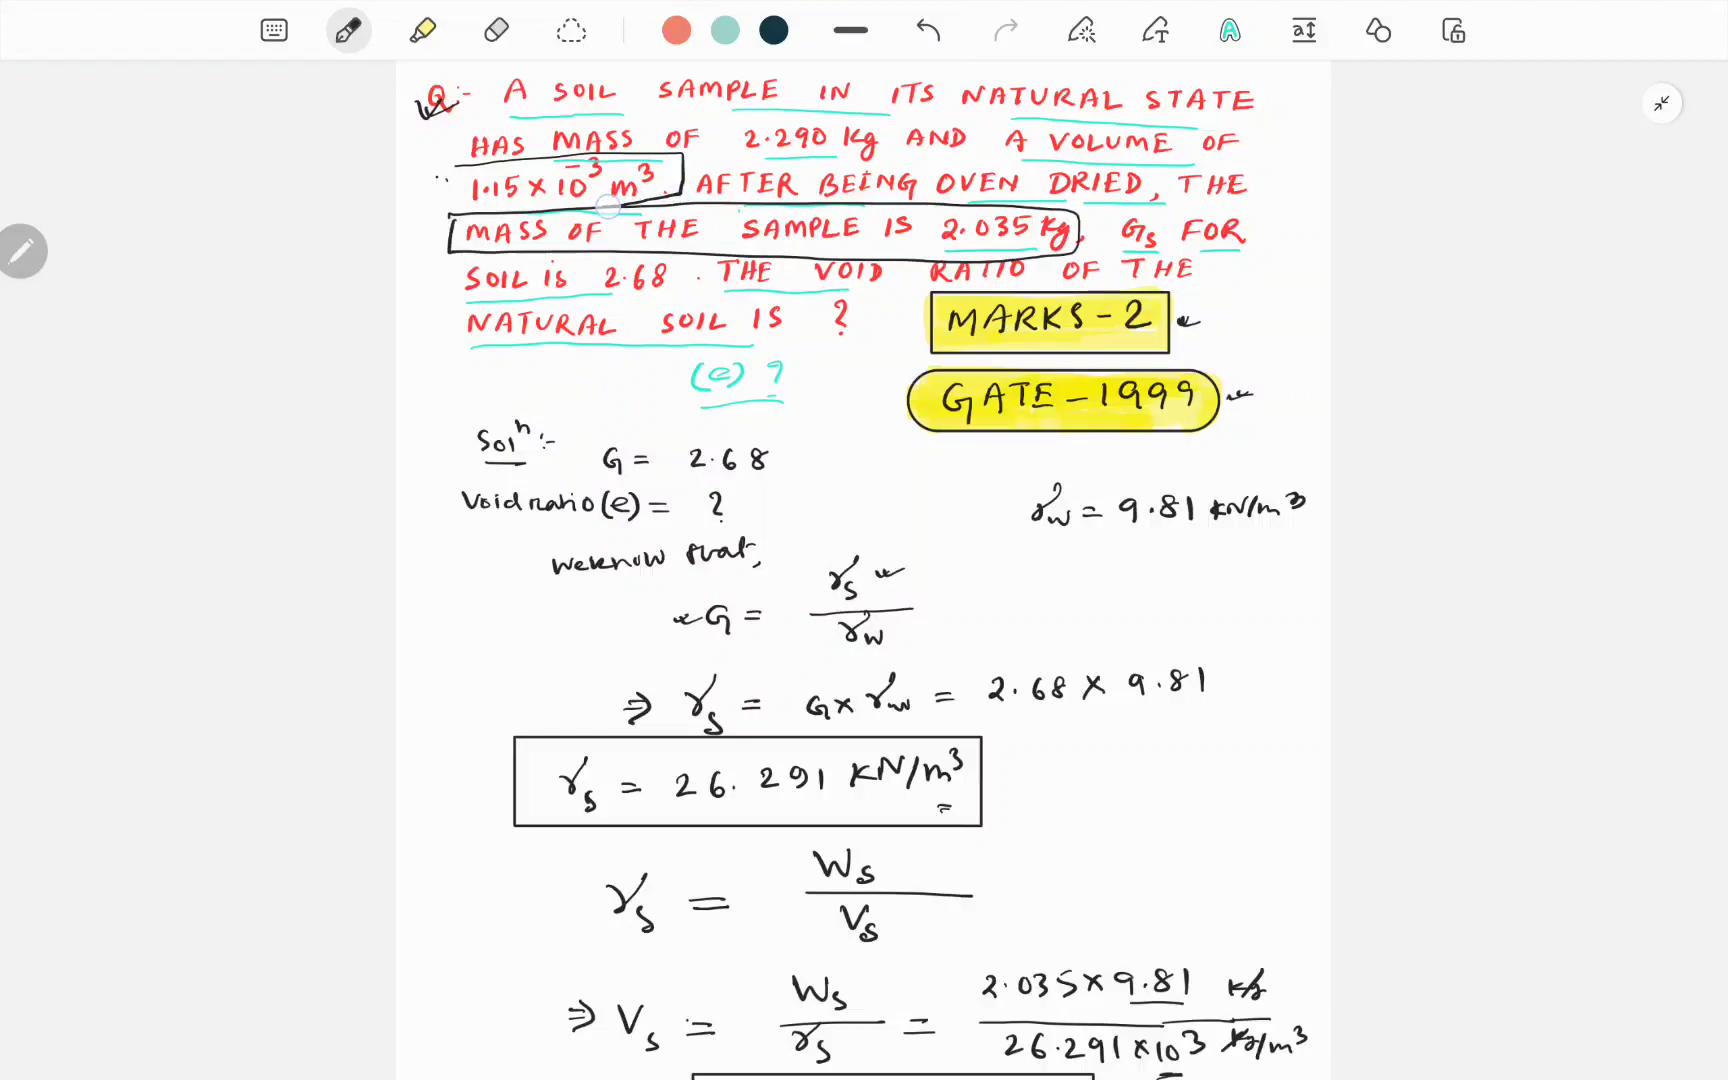 Q:- A SOIL SAMPLE IN ITS NATURAL STATE
HAS MASS OF 2.290 Kg AND A VOLUME OF
1.15 × 10⁻³ m³. AFTER BEING OVEN DRIED, THE
MASS OF THE SAMPLE IS 2.035 Kg, Gs FOR
SOIL is 2.68. THE VOID RATIO OF THE
NATURAL SOIL IS ?
MARKS - 2
(e) ?
GATE - 1999
Solⁿ :-
G = 2.68
Void ratio (e) = ?
γw = 9.81 KN/m³
we know that,
G = γs / γw
⇒ γs = G × γw = 2.68 × 9.81
γs = 26.291 KN/m³
γs = Ws / Vs
⇒ Vs = Ws / γs = 2.035 × 9.81 / 26.291 × 10³ /m³